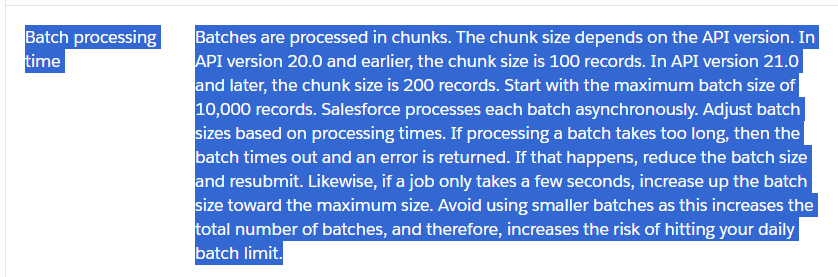 Batch processing
time
Batches are processed in chunks. The chunk size depends on the API version. In
API version 20.0 and earlier, the chunk size is 100 records. In API version 21.0
and later, the chunk size is 200 records. Start with the maximum batch size of
10,000 records. Salesforce processes each batch asynchronously. Adjust batch
sizes based on processing times. If processing a batch takes too long, then the
batch times out and an error is returned. If that happens, reduce the batch size
and resubmit. Likewise, if a job only takes a few seconds, increase up the batch
size toward the maximum size. Avoid using smaller batches as this increases the
total number of batches, and therefore, increases the risk of hitting your daily
batch limit.